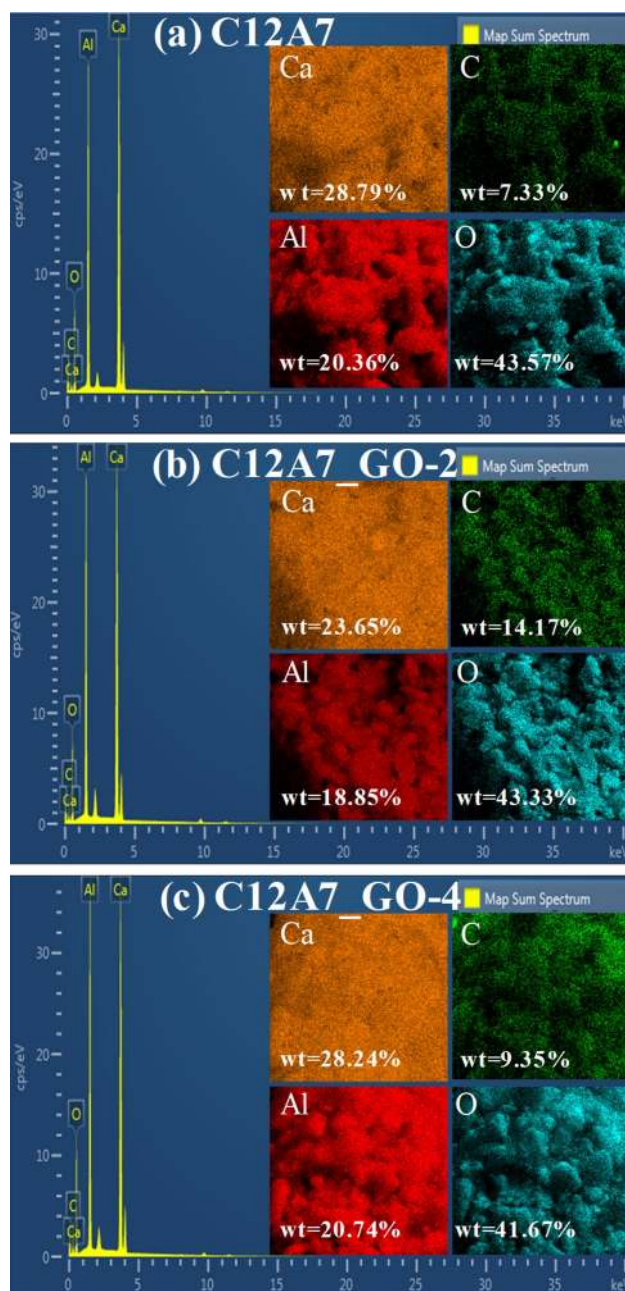 (a) C12A7
Map Sum Spectrum
30
20
10
0
cps/eV
Al
Ca
O
C
Ca
Ca
wt=28.79%
C
wt=7.33%
Al
wt=20.36%
O
wt=43.57%
0 5 10 15 20 25 30 35 keV
(b) C12A7_GO-2
Map Sum Spectrum
30
20
10
0
cps/eV
Al
Ca
O
C
Ca
Ca
wt=23.65%
C
wt=14.17%
Al
wt=18.85%
O
wt=43.33%
0 5 10 15 20 25 30 35 keV
(c) C12A7_GO-4
Map Sum Spectrum
30
20
10
0
cps/eV
Al
Ca
O
C
Ca
Ca
wt=28.24%
C
wt=9.35%
Al
wt=20.74%
O
wt=41.67%
0 5 10 15 20 25 30 35 keV